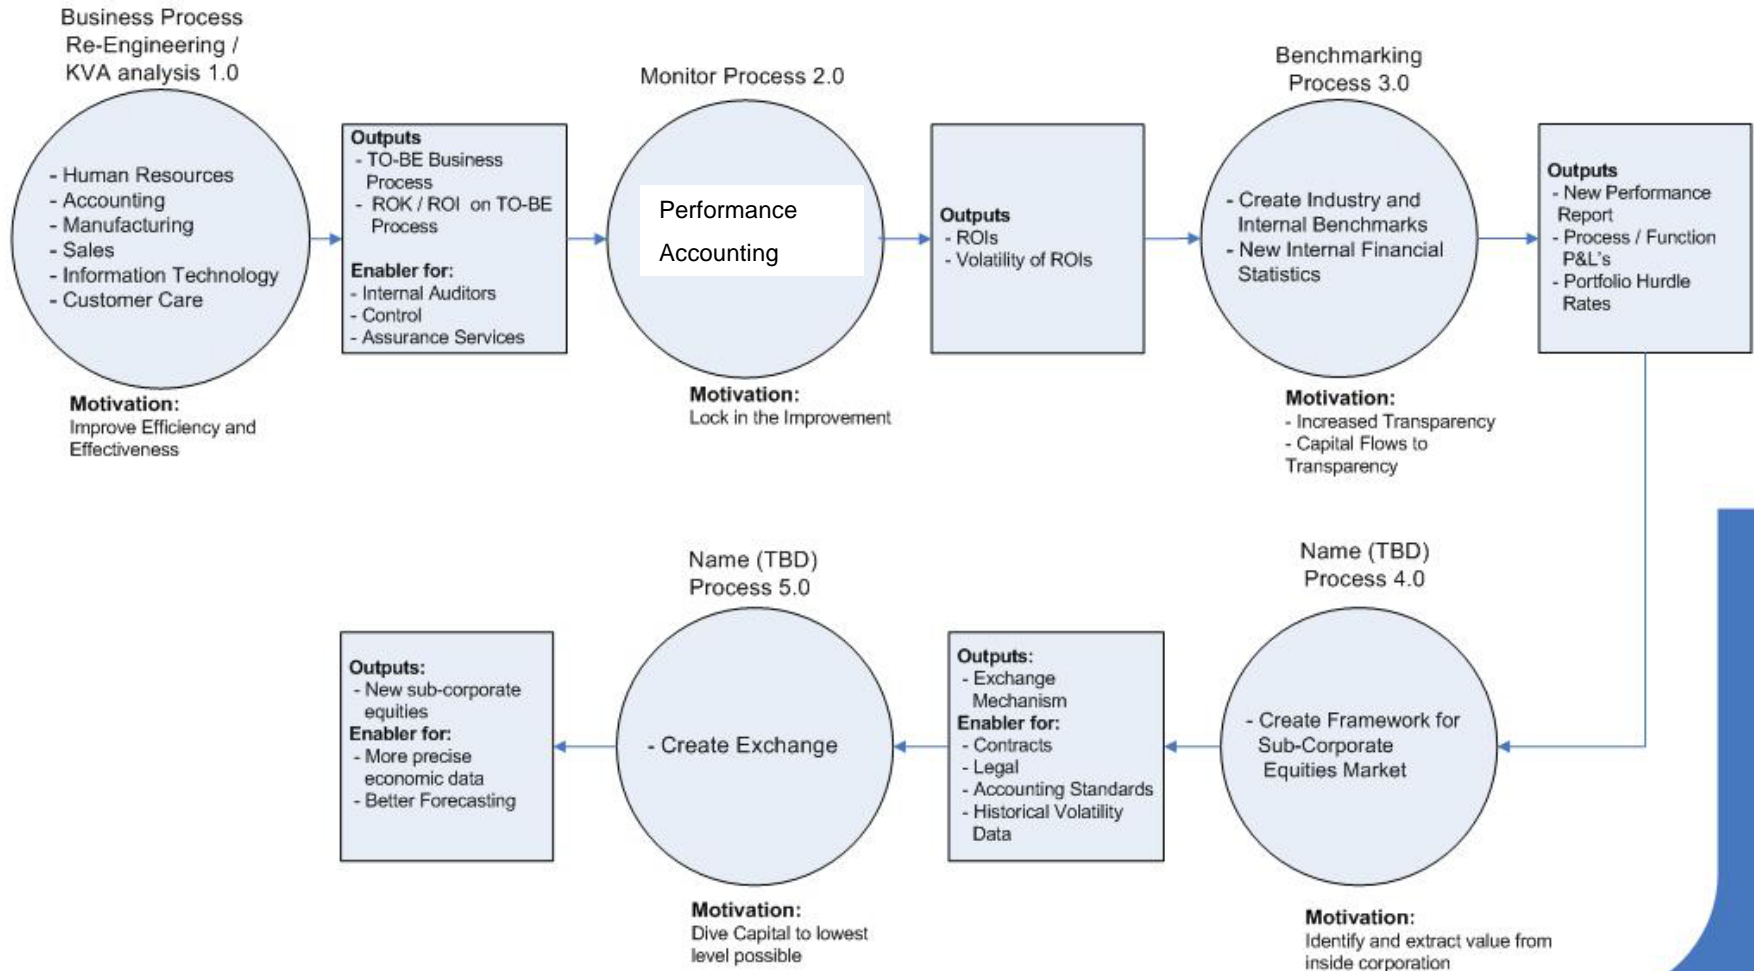 Business Process
Re-Engineering /
KVA analysis 1.0
- Human Resources
- Accounting
- Manufacturing
- Sales
- Information Technology
- Customer Care
Motivation:
Improve Efficiency and
Effectiveness
Outputs
- TO-BE Business
Process
- ROK / ROI on TO-BE
Process
Enabler for:
- Internal Auditors
- Control
- Assurance Services
Monitor Process 2.0
Performance
Accounting
Motivation:
Lock in the Improvement
Outputs
- ROIs
- Volatility of ROIs
Benchmarking
Process 3.0
- Create Industry and
Internal Benchmarks
- New Internal Financial
Statistics
Motivation:
- Increased Transparency
- Capital Flows to
Transparency
Outputs
- New Performance
Report
- Process / Function
P&L's
- Portfolio Hurdle
Rates
Name (TBD)
Process 4.0
- Create Framework for
Sub-Corporate
Equities Market
Motivation:
Identify and extract value from
inside corporation
Outputs:
- Exchange
Mechanism
Enabler for:
- Contracts
- Legal
- Accounting Standards
- Historical Volatility
Data
Name (TBD)
Process 5.0
- Create Exchange
Motivation:
Dive Capital to lowest
level possible
Outputs:
- New sub-corporate
equities
Enabler for:
- More precise
economic data
- Better Forecasting